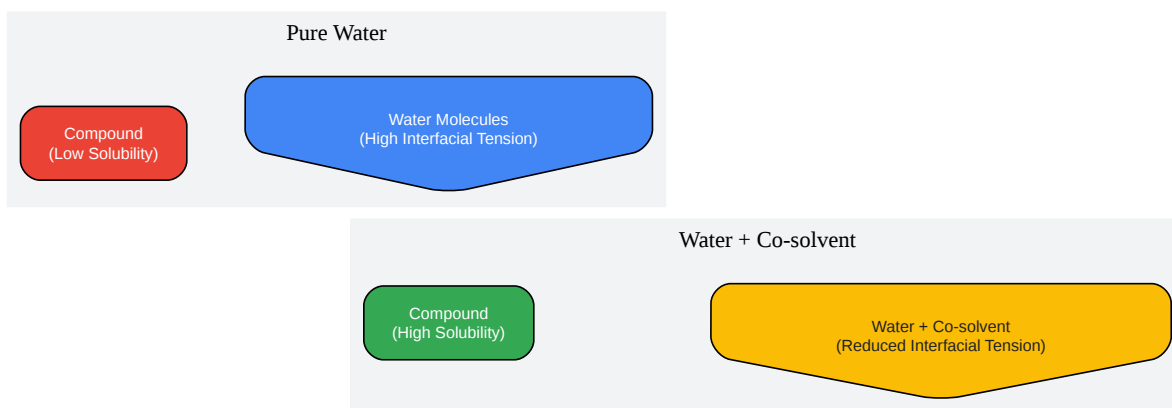 Pure Water
Compound
(Low Solubility)
Water Molecules
(High Interfacial Tension)
Water + Co-solvent
Compound
(High Solubility)
Water + Co-solvent
(Reduced Interfacial Tension)